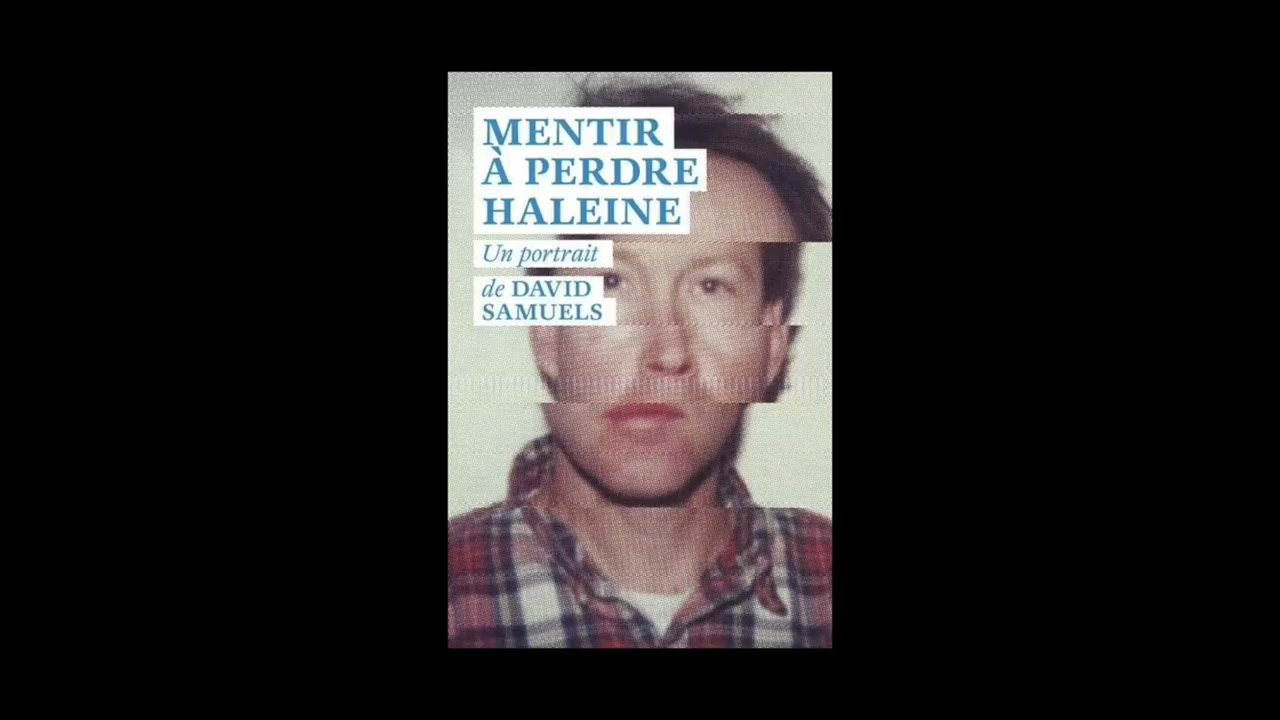 MENTIR
À PERDRE
HALEINE
Un portrait
de DAVID
SAMUELS